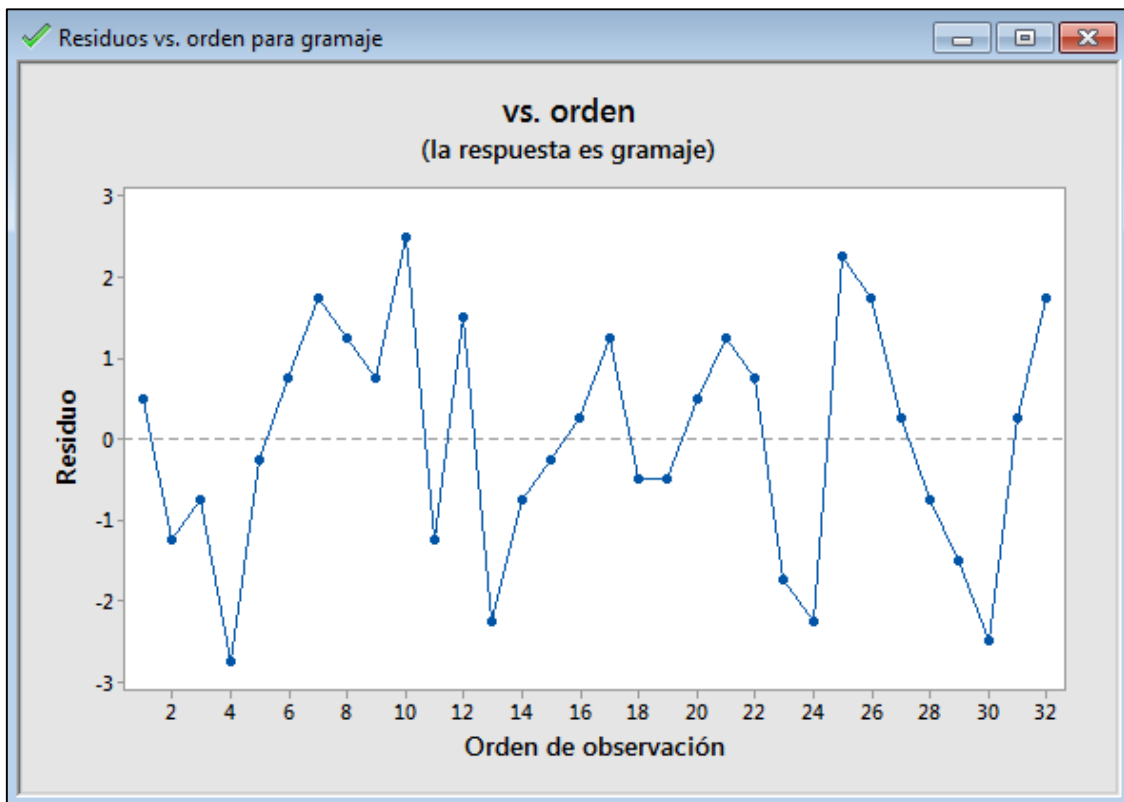 Residuos vs. orden para gramaje
vs. orden
(la respuesta es gramaje)
3
2
1
0
-1
-2
-3
Residuo
2 4 6 8 10 12 14 16 18 20 22 24 26 28 30 32
Orden de observación